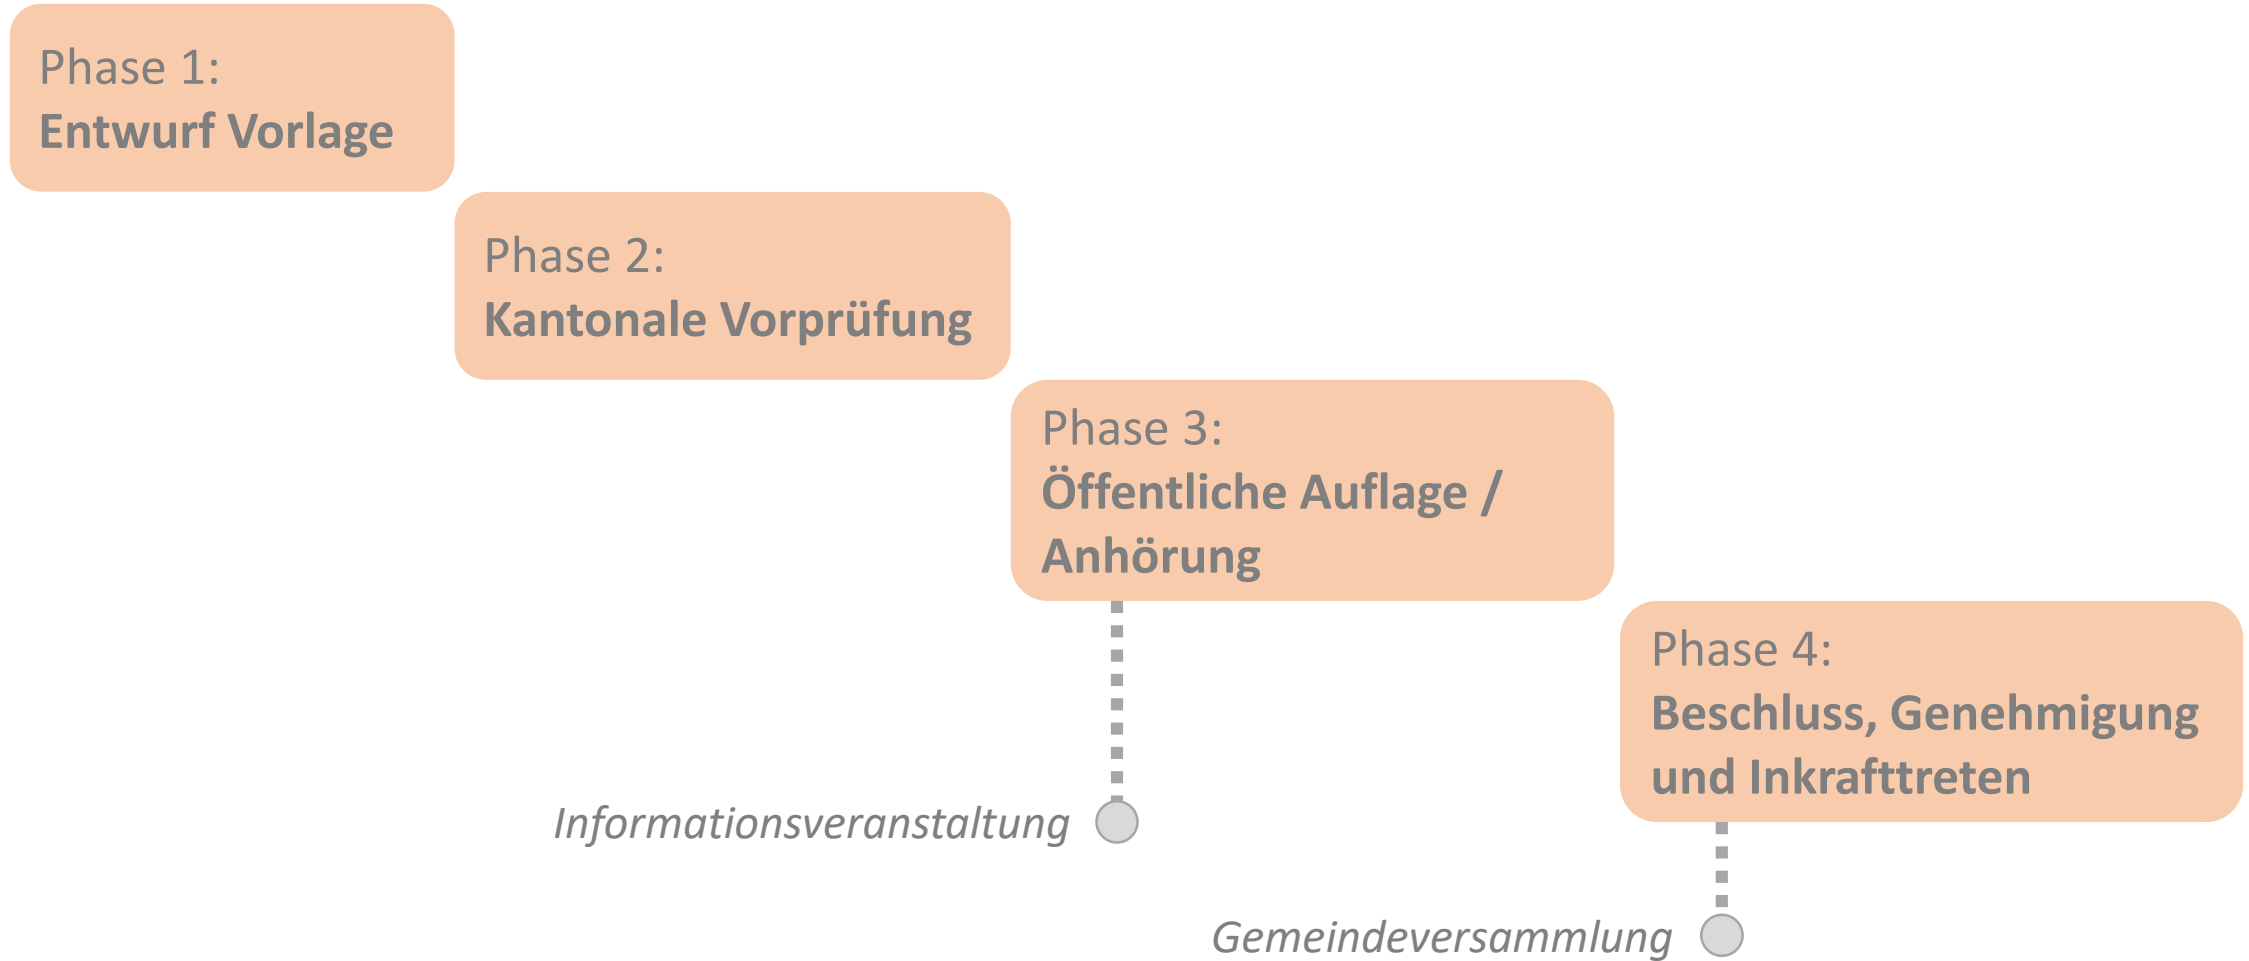 Phase 1:
Entwurf Vorlage
Phase 2:
Kantonale Vorprüfung
Phase 3:
Öffentliche Auflage /
Anhörung
Phase 4:
Beschluss, Genehmigung
und Inkrafttreten
Informationsveranstaltung
Gemeindeversammlung